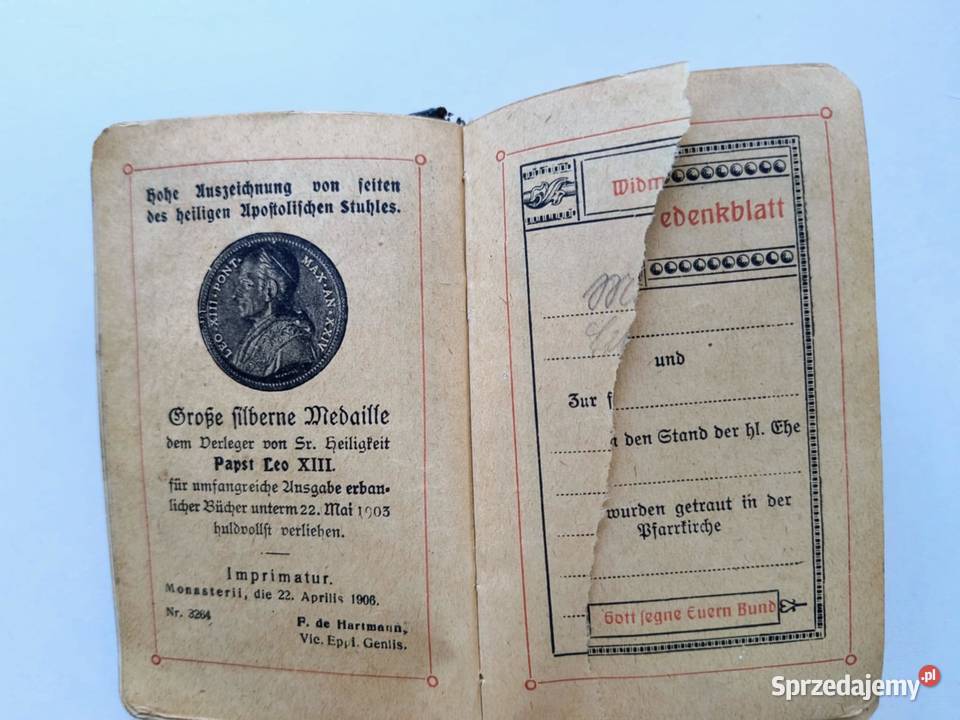 Hohe Auszeichnung von seiten
des heiligen Apostolischen Stuhles.
LEO·XIII·PONT· MAX·AN·XXIV
Große silberne Medaille
dem Verleger von Sr. Heiligkeit
Papst Leo XIII.
für umfangreiche Ausgabe erbau-
licher Bücher unterm 22. Mai 1903
huldvollst verliehen.
Imprimatur.
Monasterii, die 22. Aprilis 1906.
Nr. 3264
F. de Hartmann,
Vic. Eppi. Genlis.
Widm
edenkblatt
und
Zur
den Stand der hl. Ehe
wurden getraut in der
Pfarrkirche
Gott segne Euern Bund
Sprzedajemy.pl